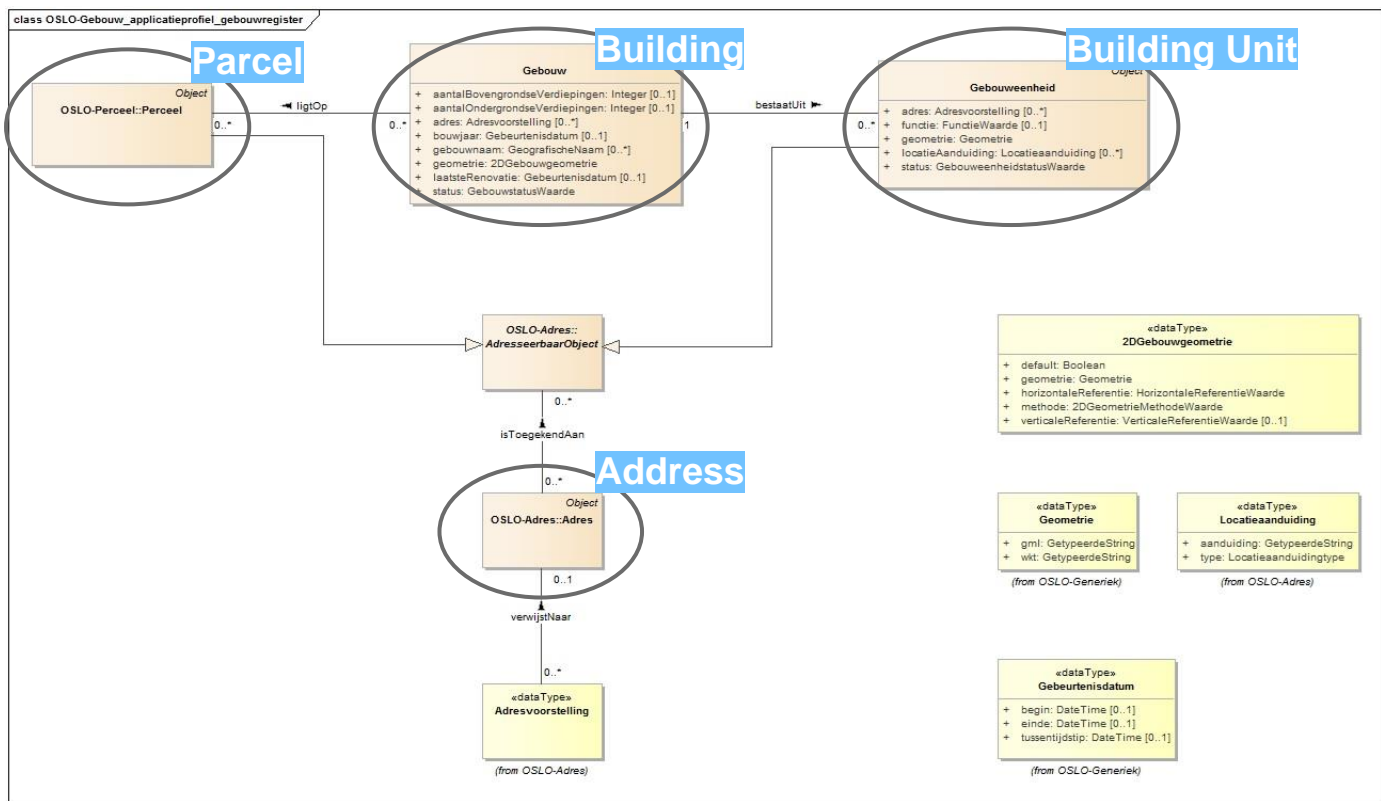 class OSLO-Gebouw_applicatieprofiel_gebouwregister
Parcel
Object
OSLO-Perceel::Perceel
0..*
ligtOp
0..*
Building
Gebouw
+ aantalBovengrondseVerdiepingen: Integer [0..1]
+ aantalOndergrondseVerdiepingen: Integer [0..1]
+ adres: Adresvoorstelling [0..*]
+ bouwjaar: Gebeurtenisdatum [0..1]
+ gebouwnaam: GeografischeNaam [0..*]
+ geometrie: 2DGebouwgeometrie
+ laatsteRenovatie: Gebeurtenisdatum [0..1]
+ status: GebouwstatusWaarde
1
bestaatUit
0..*
Building Unit
Object
Gebouweenheid
+ adres: Adresvoorstelling [0..*]
+ functie: FunctieWaarde [0..1]
+ geometrie: Geometrie
+ locatieAanduiding: Locatieaanduiding [0..*]
+ status: GebouweenheidstatusWaarde
OSLO-Adres::
AdresseerbaarObject
0..*
isToegekendAan
0..*
Address
Object
OSLO-Adres::Adres
0..1
verwijstNaar
0..*
«dataType»
Adresvoorstelling
(from OSLO-Adres)
«dataType»
2DGebouwgeometrie
+ default: Boolean
+ geometrie: Geometrie
+ horizontaleReferentie: HorizontaleReferentieWaarde
+ methode: 2DGeometrieMethodeWaarde
+ verticaleReferentie: VerticaleReferentieWaarde [0..1]
«dataType»
Geometrie
+ gml: GetypeerdeString
+ wkt: GetypeerdeString
(from OSLO-Generiek)
«dataType»
Locatieaanduiding
+ aanduiding: GetypeerdeString
+ type: Locatieaanduidingtype
(from OSLO-Adres)
«dataType»
Gebeurtenisdatum
+ begin: DateTime [0..1]
+ einde: DateTime [0..1]
+ tussentijdstip: DateTime [0..1]
(from OSLO-Generiek)